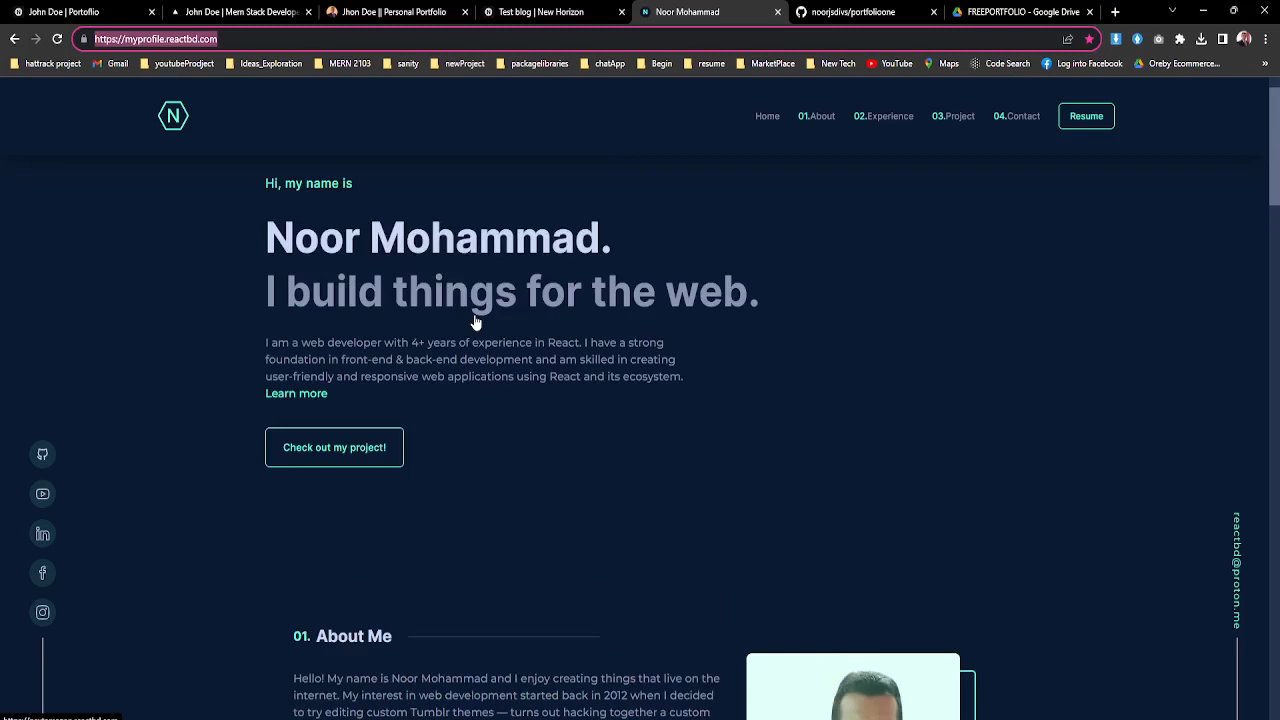 John Doe | Portofio
John Doe | Mern Stack Develope
Jhon Doe || Personal Portfolio
Test blog | New Horizon
Noor Mohammad
noorjsdivs/portfolioone
FREEPORTFOLIO - Google Drive
https://myprofile.reactbd.com
hattrack project
Gmail
youtubeProdject
Ideas_Exploration
MERN 2103
sanity
newProject
packagelibraries
chatApp
Begin
resume
MarketPlace
New Tech
YouTube
Maps
Code Search
Log into Facebook
Creby Ecommerce...
N
Home
01.About
02.Experience
03.Project
04.Contact
Resume
Hi, my name is
Noor Mohammad.
I build things for the web.
I am a web developer with 4+ years of experience in React. I have a strong
foundation in front-end & back-end development and am skilled in creating
user-friendly and responsive web applications using React and its ecosystem.
Learn more
Check out my project!
reactbd@proton.me
01. About Me
Hello! My name is Noor Mohammad and I enjoy creating things that live on the
internet. My interest in web development started back in 2012 when I decided
to try editing custom Tumblr themes — turns out hacking together a custom